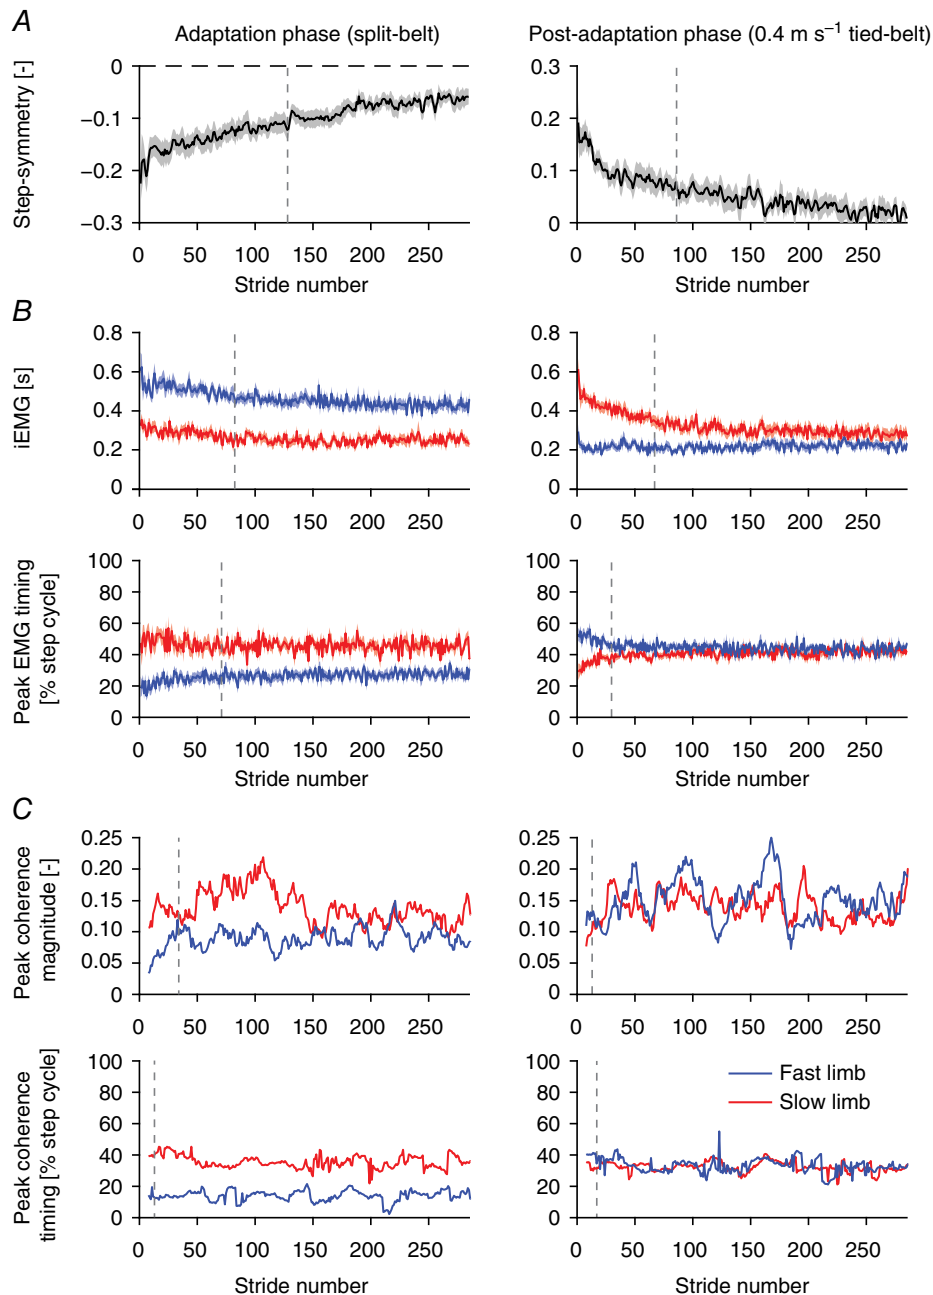 A
Adaptation phase (split-belt)
Post-adaptation phase (0.4 m s−1 tied-belt)
Step-symmetry [-]
0
−0.1
−0.2
−0.3
0 50 100 150 200 250
Stride number
0.3
0.2
0.1
0
0 50 100 150 200 250
Stride number
B
iEMG [s]
0.8
0.6
0.4
0.2
0
0 50 100 150 200 250
0.8
0.6
0.4
0.2
0
0 50 100 150 200 250
Peak EMG timing
[% step cycle]
100
80
60
40
20
0
0 50 100 150 200 250
Stride number
100
80
60
40
20
0
0 50 100 150 200 250
Stride number
C
Peak coherence
magnitude [-]
0.25
0.20
0.15
0.10
0.05
0
0 50 100 150 200 250
0.25
0.20
0.15
0.10
0.05
0
0 50 100 150 200 250
Peak coherence
timing [% step cycle]
100
80
60
40
20
0
0 50 100 150 200 250
Stride number
100
80
60
40
20
0
Fast limb
Slow limb
0 50 100 150 200 250
Stride number